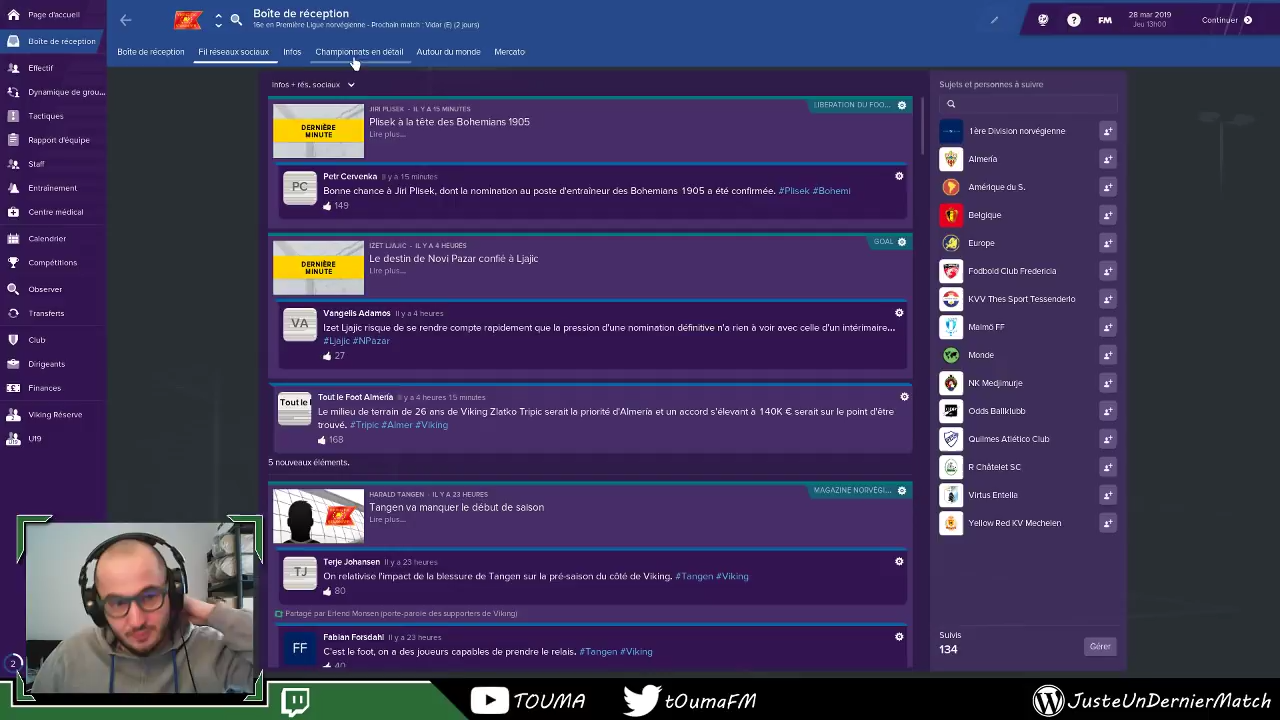 Page d'accueil
Boîte de réception
16e en Première Ligue norvégienne - Prochain match : Vidar (E) (2 jours)
FM
28 mar 2019
Jeu 13h00
Continuer
Boîte de réception
Boîte de réception
Fil réseaux sociaux
Infos
Championnats en détail
Autour du monde
Mercato
Effectif
Dynamique de grou...
Tactiques
Rapport d'équipe
Staff
Entraînement
Centre médical
Calendrier
Compétitions
Observer
Transferts
Club
Dirigeants
Finances
Viking Réserve
U19
2
Infos + rés. sociaux
DERNIÈRE
MINUTE
JIRI PLISEK - IL Y A 15 MINUTES
LIBÉRATION DU FOO...
Plisek à la tête des Bohemians 1905
Lire plus...
PC
Petr Cervenka Il y a 15 minutes
Bonne chance à Jiri Plisek, dont la nomination au poste d'entraîneur des Bohemians 1905 a été confirmée. #Plisek #Bohemi
149
DERNIÈRE
MINUTE
IZET LJAJIC - IL Y A 4 HEURES
GOAL
Le destin de Novi Pazar confié à Ljajic
Lire plus...
VA
Vangelis Adamos Il y a 4 heures
Izet Ljajic risque de se rendre compte rapidement que la pression d'une nomination définitive n'a rien à voir avec celle d'un intérimaire...
#Ljajic #NPazar
27
Tout le F
Tout le Foot Almeria Il y a 4 heures 15 minutes
Le milieu de terrain de 26 ans de Viking Zlatko Tripic serait la priorité d'Almeria et un accord s'élevant à 140K € serait sur le point d'être
trouvé. #Tripic #Almer #Viking
168
5 nouveaux éléments.
HARALD TANGEN - IL Y A 23 HEURES
MAGAZINE NORVÉGI...
Tangen va manquer le début de saison
Lire plus...
TJ
Terje Johansen Il y a 23 heures
On relativise l'impact de la blessure de Tangen sur la pré-saison du côté de Viking. #Tangen #Viking
80
Partagé par Erlend Monsen (porte-parole des supporters de Viking)
FF
Fabian Forsdahl Il y a 23 heures
C'est le foot, on a des joueurs capables de prendre le relais. #Tangen #Viking
40
Sujets et personnes à suivre
1ère Division norvégienne
Almería
Amérique du S.
Belgique
Europe
Fodbold Club Fredericia
KVV Thes Sport Tessenderlo
Malmö FF
Monde
NK Medjimurje
Odds Ballklubb
Quilmes Atlético Club
R Châtelet SC
Virtus Entella
Yellow Red KV Mechelen
Suivis
134
Gérer
TOUMA
tOumaFM
JusteUnDernierMatch